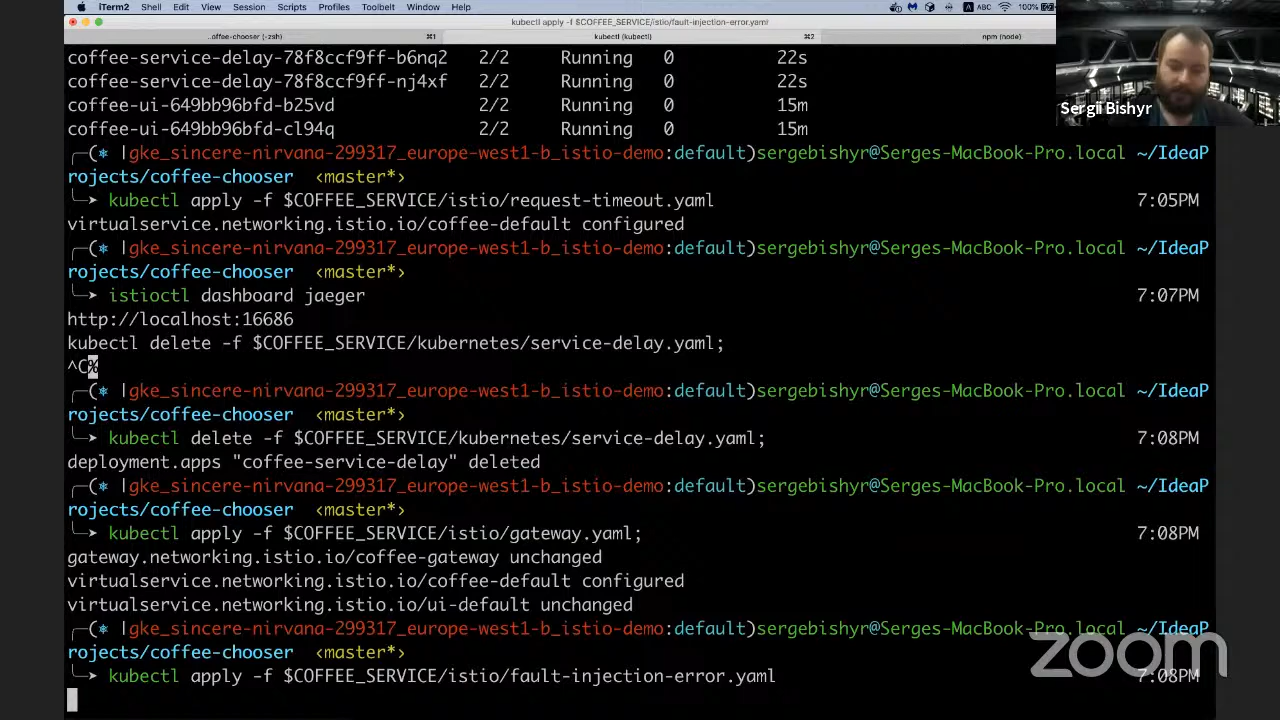 iTerm2 Shell Edit View Session Scripts Profiles Toolbelt Window Help ABC 100%
kubectl apply -f $COFFEE_SERVICE/istio/fault-injection-error.yaml
..offee-chooser (-zsh) ⌘1 kubectl (kubectl) ⌘2 npm (node)
coffee-service-delay-78f8ccf9ff-b6nq2 2/2 Running 0 22s
coffee-service-delay-78f8ccf9ff-nj4xf 2/2 Running 0 22s
coffee-ui-649bb96bfd-b25vd 2/2 Running 0 15m
coffee-ui-649bb96bfd-cl94q 2/2 Running 0 15m
Sergii Bishyr
╭─(⎈ |gke_sincere-nirvana-299317_europe-west1-b_istio-demo:default)sergebishyr@Serges-MacBook-Pro.local ~/IdeaP
rojects/coffee-chooser ‹master*›
╰─➤ kubectl apply -f $COFFEE_SERVICE/istio/request-timeout.yaml 7:05PM
virtualservice.networking.istio.io/coffee-default configured
╭─(⎈ |gke_sincere-nirvana-299317_europe-west1-b_istio-demo:default)sergebishyr@Serges-MacBook-Pro.local ~/IdeaP
rojects/coffee-chooser ‹master*›
╰─➤ istioctl dashboard jaeger 7:07PM
http://localhost:16686
kubectl delete -f $COFFEE_SERVICE/kubernetes/service-delay.yaml;
^C%
╭─(⎈ |gke_sincere-nirvana-299317_europe-west1-b_istio-demo:default)sergebishyr@Serges-MacBook-Pro.local ~/IdeaP
rojects/coffee-chooser ‹master*›
╰─➤ kubectl delete -f $COFFEE_SERVICE/kubernetes/service-delay.yaml; 7:08PM
deployment.apps "coffee-service-delay" deleted
╭─(⎈ |gke_sincere-nirvana-299317_europe-west1-b_istio-demo:default)sergebishyr@Serges-MacBook-Pro.local ~/IdeaP
rojects/coffee-chooser ‹master*›
╰─➤ kubectl apply -f $COFFEE_SERVICE/istio/gateway.yaml; 7:08PM
gateway.networking.istio.io/coffee-gateway unchanged
virtualservice.networking.istio.io/coffee-default configured
virtualservice.networking.istio.io/ui-default unchanged
╭─(⎈ |gke_sincere-nirvana-299317_europe-west1-b_istio-demo:default)sergebishyr@Serges-MacBook-Pro.local ~/IdeaP
rojects/coffee-chooser ‹master*›
╰─➤ kubectl apply -f $COFFEE_SERVICE/istio/fault-injection-error.yaml 7:08PM
zoom